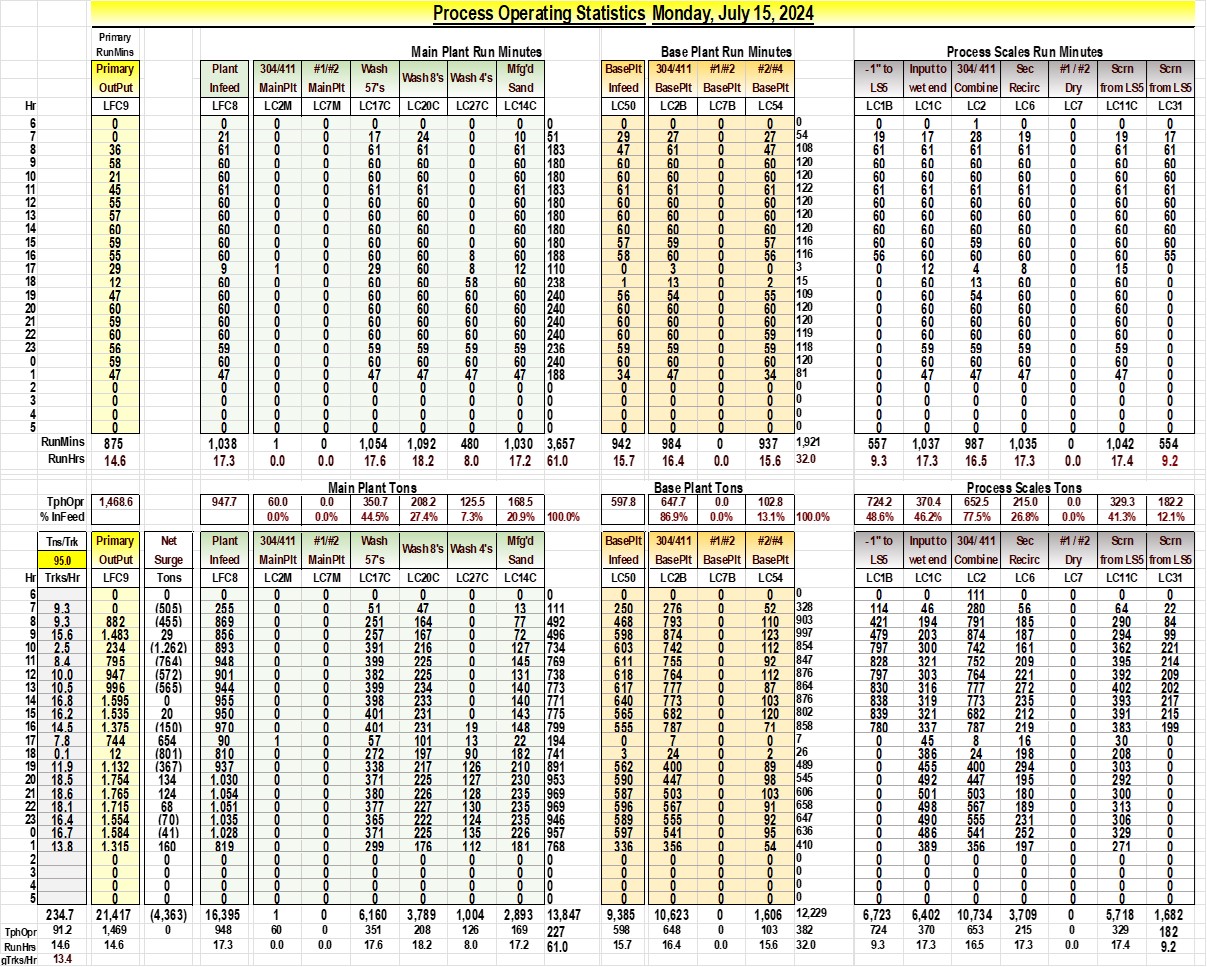 Process Operating Statistics Monday, July 15, 2024
Primary
RunMins Main Plant Run Minutes Base Plant Run Minutes Process Scales Run Minutes
Primary Plant 304/411 #1/#2 Wash Wash 8's Wash 4's Mfg'd BasePlt 304/411 #1/#2 #2/#4 -1" to Input to 304/ 411 Sec #1 / #2 Scrn Scrn
OutPut Infeed MainPlt MainPlt 57's Sand Infeed BasePlt BasePlt BasePlt LS5 wet end Combine Recirc Dry from LS5 from LS5
Hr LFC9 LFC8 LC2M LC7M LC17C LC20C LC27C LC14C LC50 LC2B LC7B LC54 LC1B LC1C LC2 LC6 LC7 LC11C LC31
6 0 0 0 0 0 0 0 0 0 0 0 0 0 0 0 0 1 0 0 0 0
7 0 21 0 0 17 24 0 10 51 29 27 0 27 54 19 17 28 19 0 19 17
8 36 61 0 0 61 61 0 61 183 47 61 0 47 108 61 61 61 61 0 61 61
9 58 60 0 0 60 60 0 60 180 60 60 0 60 120 60 60 60 60 0 60 60
10 21 60 0 0 60 60 0 60 180 60 60 0 60 120 60 60 60 60 0 60 60
11 45 61 0 0 61 61 0 61 183 61 61 0 61 122 61 61 61 61 0 61 61
12 55 60 0 0 60 60 0 60 180 60 60 0 60 120 60 60 60 60 0 60 60
13 57 60 0 0 60 60 0 60 180 60 60 0 60 120 60 60 60 60 0 60 60
14 60 60 0 0 60 60 0 60 180 60 60 0 60 120 60 60 60 60 0 60 60
15 59 60 0 0 60 60 0 60 180 57 59 0 57 116 60 60 59 60 0 60 60
16 55 60 0 0 60 60 8 60 188 58 60 0 56 116 56 60 60 60 0 60 55
17 29 9 1 0 29 60 8 12 110 0 3 0 0 3 0 12 4 8 0 15 0
18 12 60 0 0 60 60 58 60 238 1 13 0 2 15 0 60 13 60 0 60 0
19 47 60 0 0 60 60 60 60 240 56 54 0 55 109 0 60 54 60 0 60 0
20 60 60 0 0 60 60 60 60 240 60 60 0 60 120 0 60 60 60 0 60 0
21 59 60 0 0 60 60 60 60 240 60 60 0 60 120 0 60 60 60 0 60 0
22 60 60 0 0 60 60 60 60 240 60 60 0 59 119 0 60 60 60 0 60 0
23 56 59 0 0 59 59 59 59 236 59 59 0 59 118 0 59 59 59 0 59 0
0 59 60 0 0 60 60 60 60 240 60 60 0 60 120 0 60 60 60 0 60 0
1 47 47 0 0 47 47 47 47 188 34 47 0 34 81 0 47 47 47 0 47 0
2 0 0 0 0 0 0 0 0 0 0 0 0 0 0 0 0 0 0 0 0
3 0 0 0 0 0 0 0 0 0 0 0 0 0 0 0 0 0 0 0 0
4 0 0 0 0 0 0 0 0 0 0 0 0 0 0 0 0 0 0 0 0
5 0 0 0 0 0 0 0 0 0 0 0 0 0 0 0 0 0 0 0 0
RunMins 875 1,038 1 0 1,054 1,092 480 1,030 3,657 942 984 0 937 1,921 557 1,037 987 1,035 0 1,042 554
RunHrs 14.6 17.3 0.0 0.0 17.6 18.2 8.0 17.2 61.0 15.7 16.4 0.0 15.6 32.0 9.3 17.3 16.5 17.3 0.0 17.4 9.2
Main Plant Tons Base Plant Tons Process Scales Tons
TphOpr 1,468.6 947.7 60.0 0.0 350.7 208.2 125.5 168.5 597.8 647.7 0.0 102.8 724.2 370.4 652.5 215.0 0.0 329.3 182.2
% InFeed 0.0% 0.0% 44.5% 27.4% 7.3% 20.9% 100.0% 86.9% 0.0% 13.1% 100.0% 48.6% 46.2% 77.5% 26.8% 0.0% 41.3% 12.1%
Tns/Trk Primary Net Plant 304/411 #1/#2 Wash Wash 8's Wash 4's Mfg'd BasePlt 304/411 #1/#2 #2/#4 -1" to Input to 304/ 411 Sec #1 / #2 Scrn Scrn
95.0 OutPut Surge Infeed MainPlt MainPlt 57's Sand Infeed BasePlt BasePlt BasePlt LS5 wet end Combine Recirc Dry from LS5 from LS5
Hr Trks/Hr LFC9 Tons LFC8 LC2M LC7M LC17C LC20C LC27C LC14C LC50 LC2B LC7B LC54 LC1B LC1C LC2 LC6 LC7 LC11C LC31
6 0 0 0 0 0 0 0 0 0 0 0 0 0 0 0 0 0 111 0 0 0 0
7 9.3 0 (505) 255 0 0 51 47 0 13 111 250 276 0 52 328 114 46 280 56 0 64 22
8 9.3 882 (455) 869 0 0 251 164 0 77 492 468 793 0 110 903 421 194 791 185 0 290 84
9 15.6 1.483 29 856 0 0 257 167 0 72 496 598 874 0 123 997 479 203 874 187 0 294 99
10 2.5 234 (1.262) 893 0 0 391 216 0 127 734 603 742 0 112 854 797 300 742 161 0 362 221
11 8.4 795 (764) 948 0 0 399 225 0 145 769 611 755 0 92 847 828 321 752 209 0 395 214
12 10.0 947 (572) 901 0 0 382 225 0 131 738 618 764 0 112 876 797 303 764 221 0 392 209
13 10.5 996 (565) 944 0 0 399 234 0 140 773 617 777 0 87 864 830 316 777 272 0 402 202
14 16.8 1.595 0 955 0 0 398 233 0 140 771 640 773 0 103 876 838 319 773 235 0 393 217
15 16.2 1.535 20 950 0 0 401 231 0 143 775 565 682 0 120 802 839 321 682 212 0 391 215
16 14.5 1.375 (150) 970 0 0 401 231 19 148 799 555 787 0 71 858 780 337 787 219 0 383 199
17 7.8 744 654 90 1 0 57 101 13 22 194 0 7 0 0 7 0 45 8 16 0 30 0
18 0.1 12 (801) 810 0 0 272 197 90 182 741 3 24 0 2 26 0 386 24 198 0 208 0
19 11.9 1.132 (367) 937 0 0 338 217 126 210 891 562 400 0 89 489 0 455 400 294 0 303 0
20 18.5 1.754 134 1.030 0 0 371 225 127 230 953 590 447 0 98 545 0 492 447 195 0 292 0
21 18.6 1.765 124 1.054 0 0 380 226 128 235 969 587 503 0 103 606 0 501 503 180 0 300 0
22 18.1 1.715 68 1.051 0 0 377 227 130 235 969 596 567 0 91 658 0 498 567 189 0 313 0
23 16.4 1.554 (70) 1.035 0 0 365 222 124 235 946 589 555 0 92 647 0 490 555 231 0 306 0
0 16.7 1.584 (41) 1.028 0 0 371 225 135 226 957 597 541 0 95 636 0 486 541 252 0 329 0
1 13.8 1.315 160 819 0 0 299 176 112 181 768 336 356 0 54 410 0 389 356 197 0 271 0
2 0 0 0 0 0 0 0 0 0 0 0 0 0 0 0 0 0 0 0 0 0
3 0 0 0 0 0 0 0 0 0 0 0 0 0 0 0 0 0 0 0 0 0
4 0 0 0 0 0 0 0 0 0 0 0 0 0 0 0 0 0 0 0 0 0
5 0 0 0 0 0 0 0 0 0 0 0 0 0 0 0 0 0 0 0 0 0
234.7 21,417 (4,363) 16,395 1 0 6,160 3,789 1,004 2,893 13,847 9,385 10,623 0 1,606 12,229 6,723 6,402 10,734 3,709 0 5,718 1,682
TphOpr 91.2 1,469 0 948 60 0 351 208 126 169 227 598 648 0 103 382 724 370 653 215 0 329 182
RunHrs 14.6 14.6 17.3 0.0 0.0 17.6 18.2 8.0 17.2 61.0 15.7 16.4 0.0 15.6 32.0 9.3 17.3 16.5 17.3 0.0 17.4 9.2
gTrks/Hr 13.4